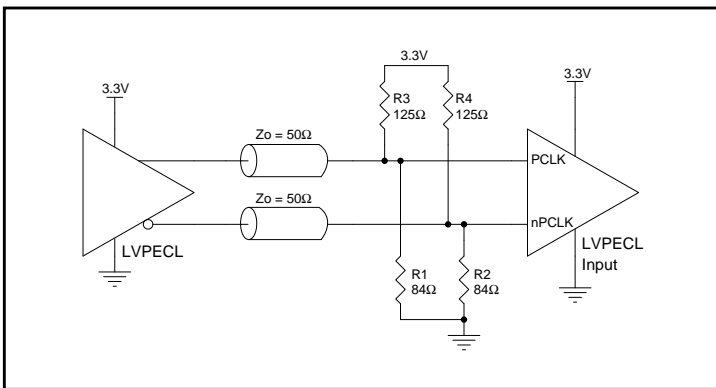 3.3V
3.3V
3.3V
R3
125Ω
R4
125Ω
Zo = 50Ω
PCLK
Zo = 50Ω
nPCLK
LVPECL
LVPECL
Input
R1
84Ω
R2
84Ω